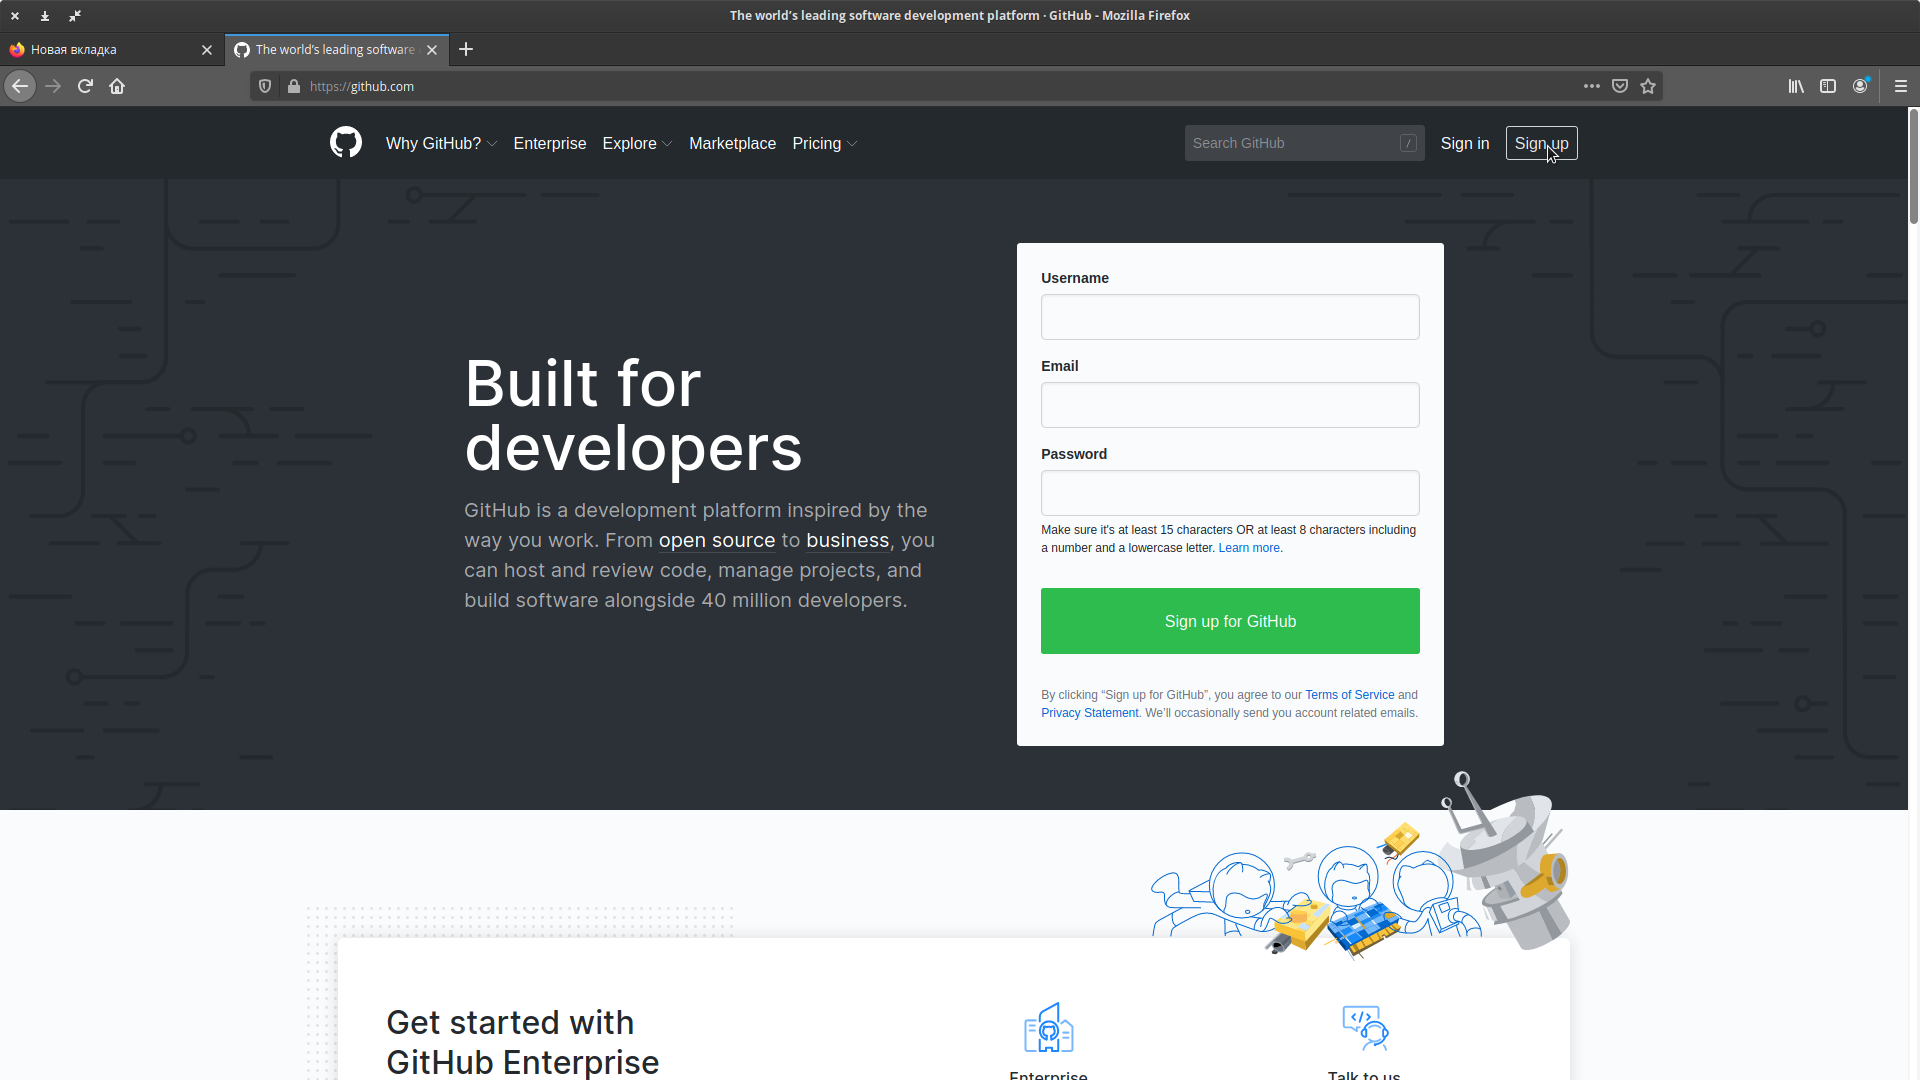 The world's leading software development platform · GitHub - Mozilla Firefox
Новая вкладка
The world's leading software
https://github.com
Why GitHub?
Enterprise
Explore
Marketplace
Pricing
Search GitHub
/
Sign in
Sign up
Built for
developers
GitHub is a development platform inspired by the
way you work. From open source to business, you
can host and review code, manage projects, and
build software alongside 40 million developers.
Username
Email
Password
Make sure it's at least 15 characters OR at least 8 characters including
a number and a lowercase letter. Learn more.
Sign up for GitHub
By clicking “Sign up for GitHub”, you agree to our Terms of Service and
Privacy Statement. We'll occasionally send you account related emails.
Get started with
GitHub Enterprise
Enterprise
Talk to us